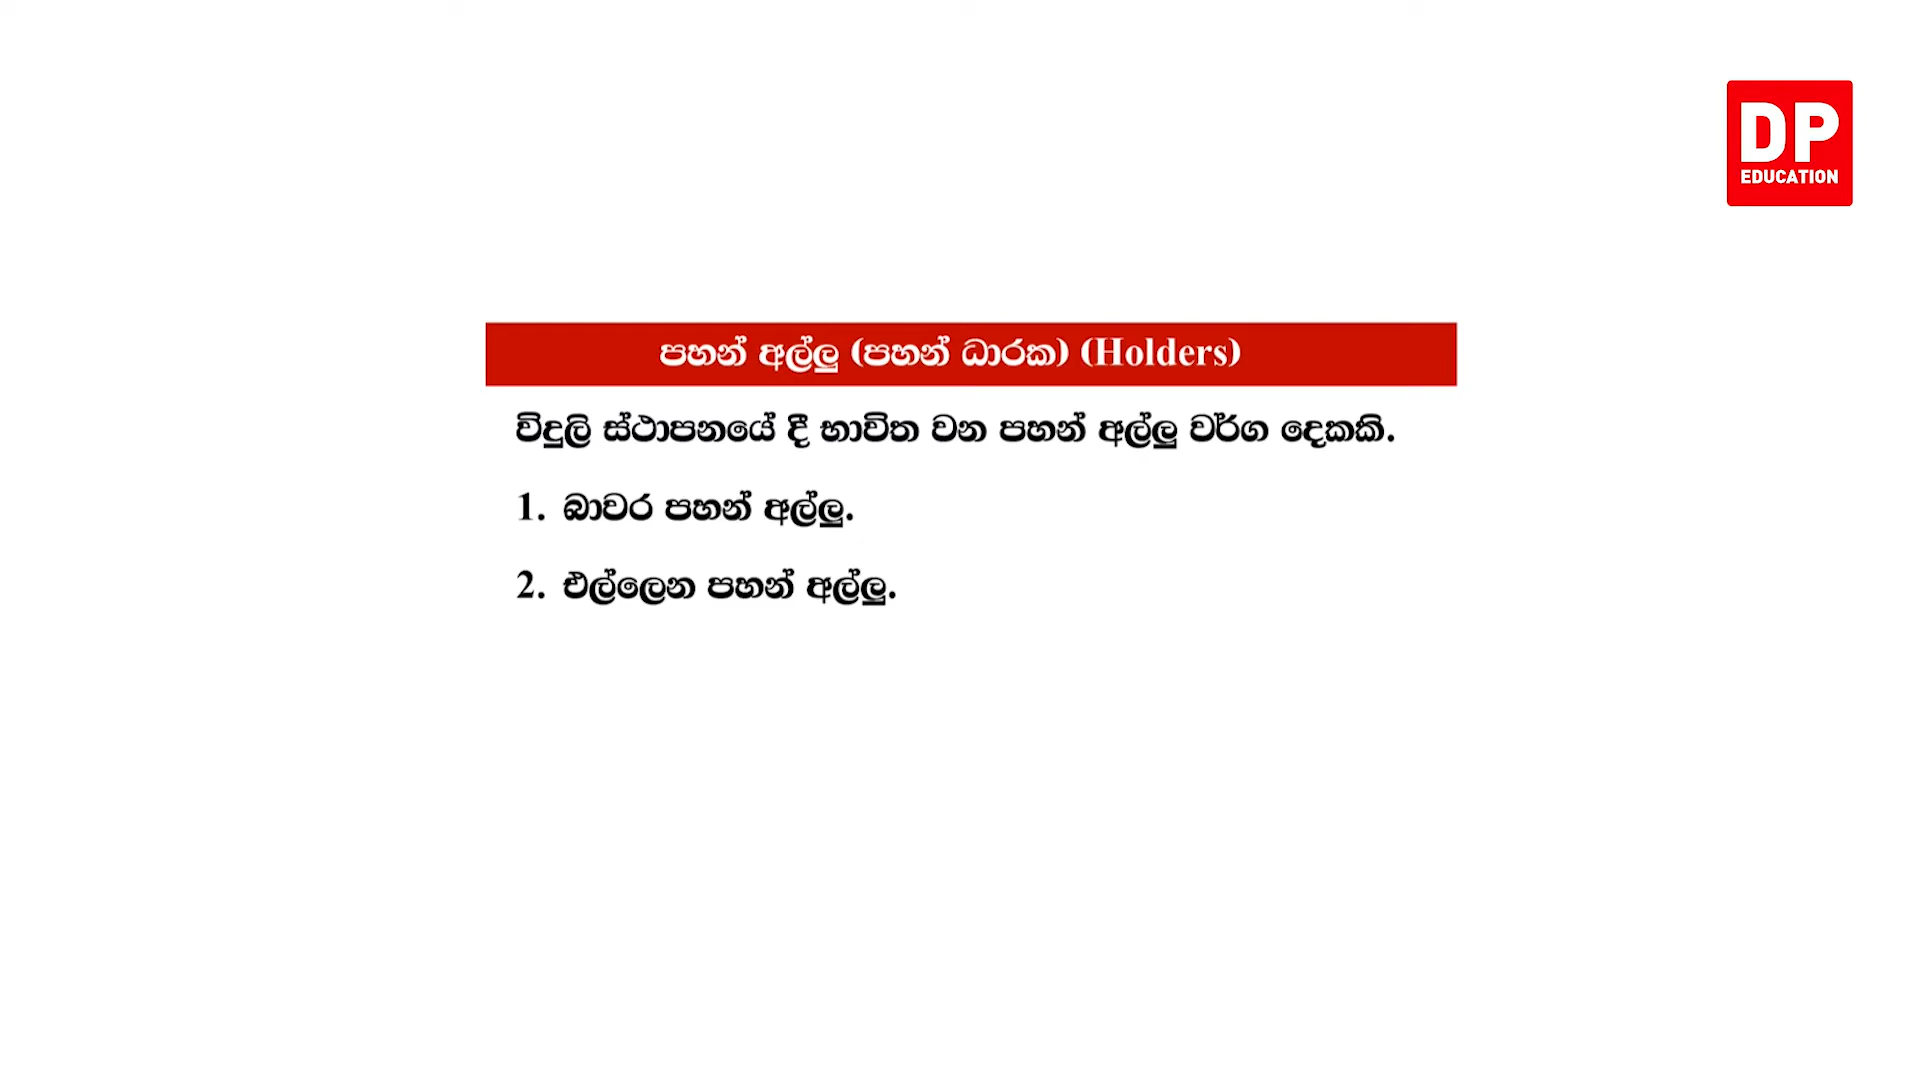 DP
EDUCATION
පහන් අල්ලු (පහන් ධාරක) (Holders)
විදුලි ස්ථාපනයේ දී භාවිත වන පහන් අල්ලු වර්ග දෙකකි.
1. බාවර පහන් අල්ලු.
2. එල්ලෙන පහන් අල්ලු.